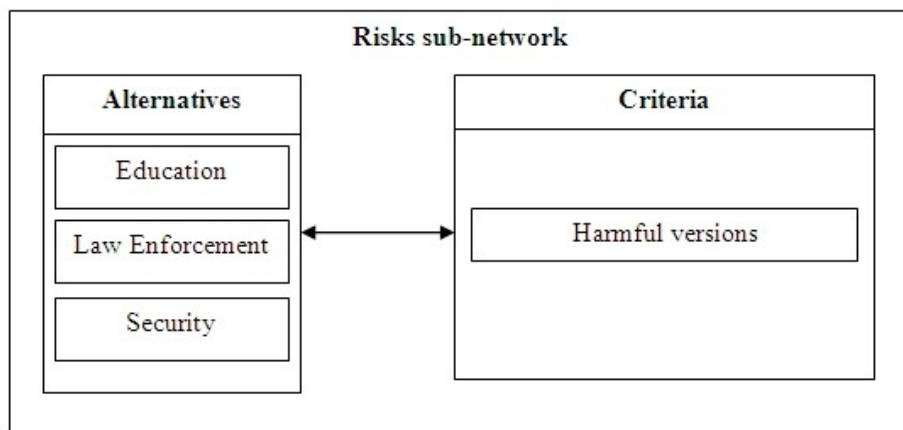 Risks sub-network
Alternatives
Education
Law Enforcement
Security
Criteria
Harmful versions